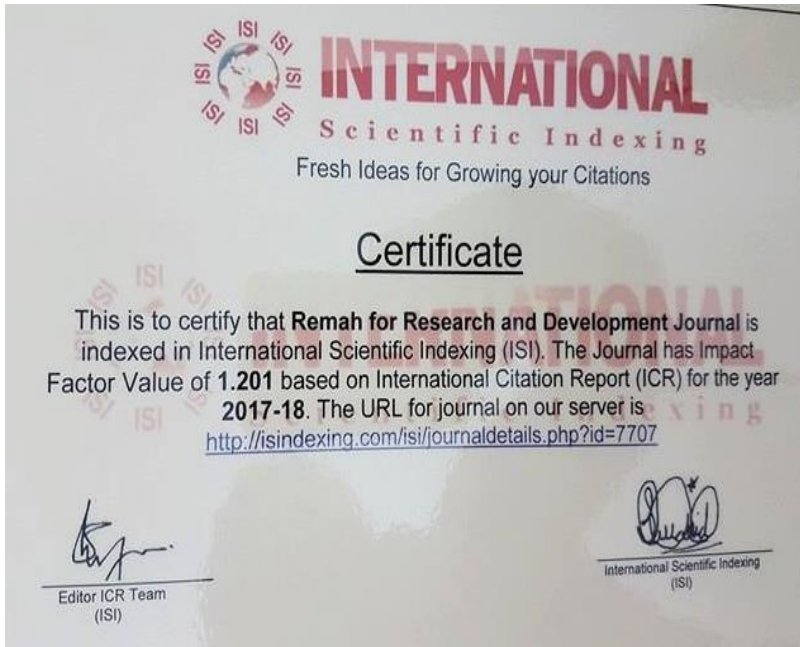 ISI ISI ISI ISI ISI ISI ISI ISI
INTERNATIONAL
Scientific Indexing
Fresh Ideas for Growing your Citations
Certificate
This is to certify that Remah for Research and Development Journal is
indexed in International Scientific Indexing (ISI). The Journal has Impact
Factor Value of 1.201 based on International Citation Report (ICR) for the year
2017-18. The URL for journal on our server is
http://isindexing.com/isi/journaldetails.php?id=7707
Editor ICR Team
(ISI)
International Scientific Indexing
(ISI)